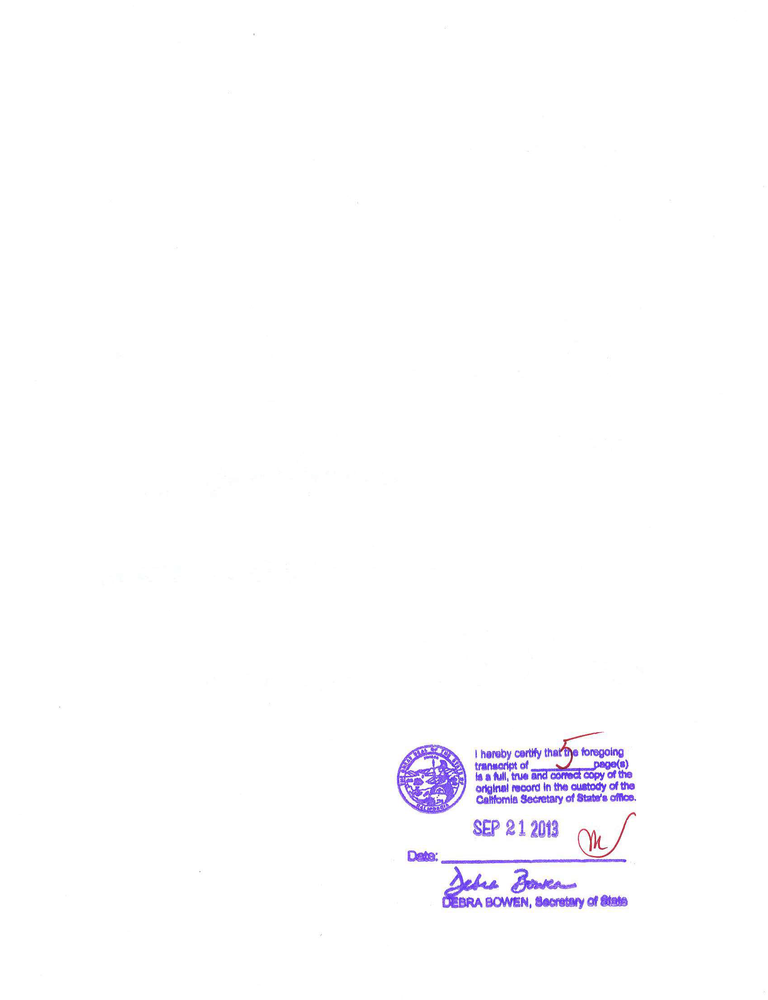 THE GREAT SEAL OF THE STATE OF
CALIFORNIA
5
I hereby certify that the foregoing
transcript of ____________page(s)
is a full, true and correct copy of the
original record in the custody of the
California Secretary of State's office.
SEP 21 2013
Date:
Debra Bowen
DEBRA BOWEN, Secretary of State